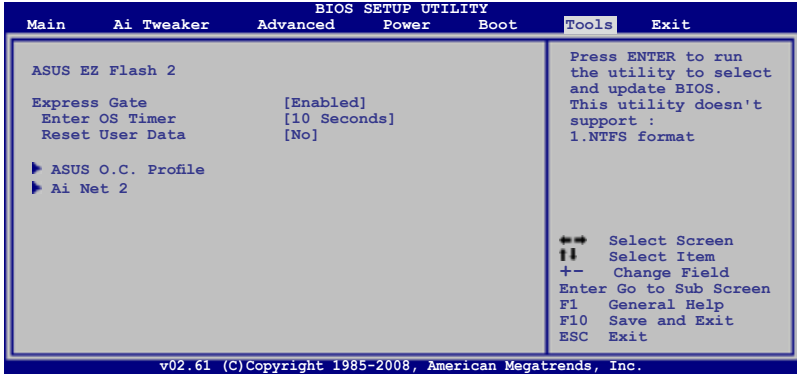 BIOS SETUP UTILITY
Main Ai Tweaker Advanced Power Boot Tools Exit
ASUS EZ Flash 2
Express Gate [Enabled]
Enter OS Timer [10 Seconds]
Reset User Data [No]
ASUS O.C. Profile
Ai Net 2
Press ENTER to run
the utility to select
and update BIOS.
This utility doesn't
support :
1.NTFS format
Select Screen
Select Item
+- Change Field
Enter Go to Sub Screen
F1 General Help
F10 Save and Exit
ESC Exit
v02.61 (C)Copyright 1985-2008, American Megatrends, Inc.